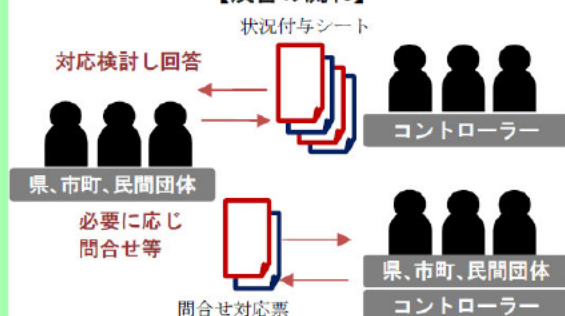 状況付与シート
対応検討し回答
コントローラー
県、市町、民間団体
必要に応じ
問合せ等
県、市町、民間団体
問合せ対応票
コントローラー